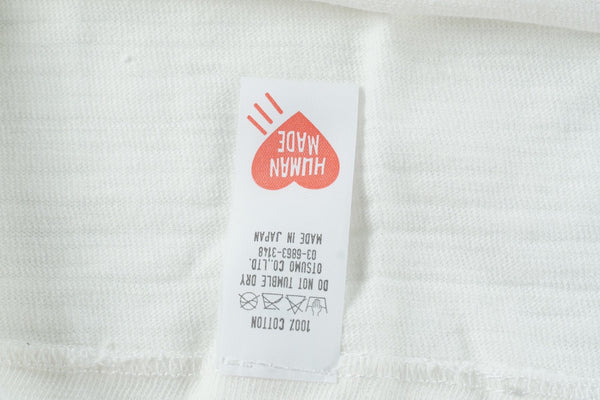 100% COTTON
DO NOT TUMBLE DRY
OTSUMO CO.,LTD.
03-6863-3148
MADE IN JAPAN
HUMAN
MADE